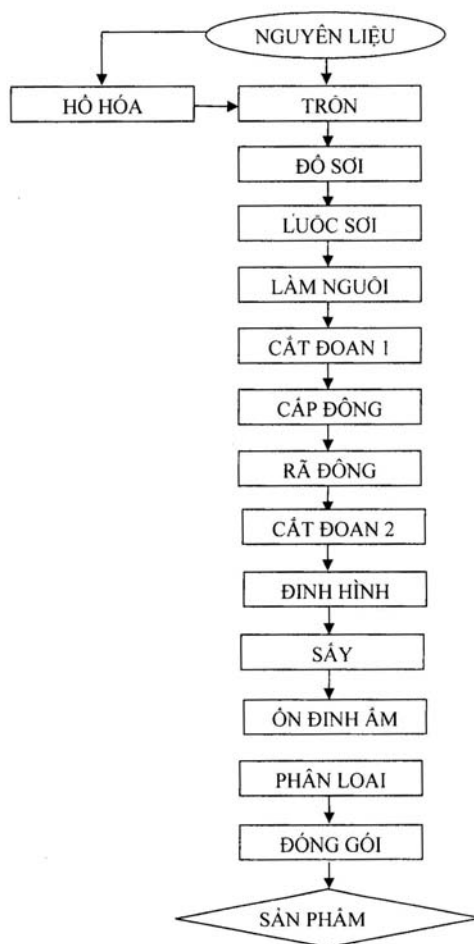 NGUYÊN LIỆU
HỒ HÓA
TRỘN
ĐỔ SỢI
LUỘC SỢI
LÀM NGUỘI
CẮT ĐOẠN 1
CẤP ĐÔNG
RÃ ĐÔNG
CẮT ĐOẠN 2
ĐỊNH HÌNH
SẤY
ỔN ĐỊNH ẨM
PHÂN LOẠI
ĐÓNG GÓI
SẢN PHẨM